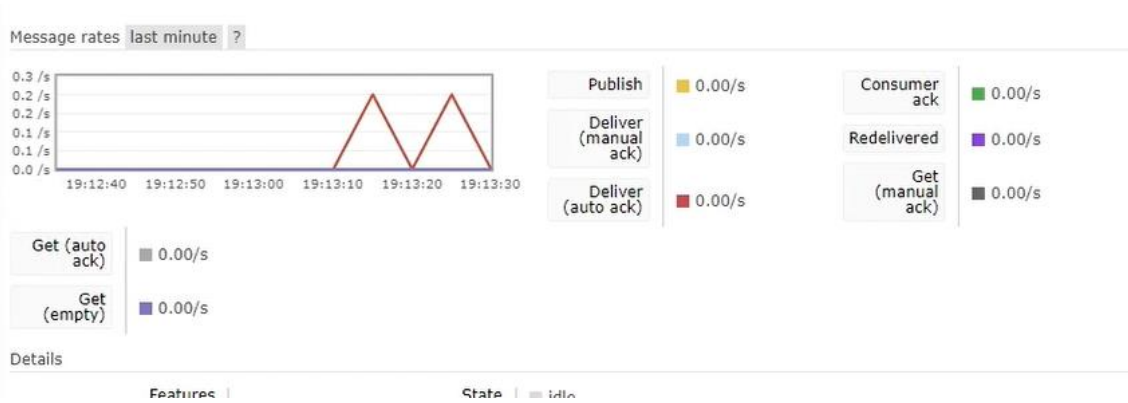 Message rates last minute ?
0.3 /s
0.2 /s
0.2 /s
0.1 /s
0.1 /s
0.0 /s
19:12:40 19:12:50 19:13:00 19:13:10 19:13:20 19:13:30
Publish 0.00/s
Deliver
(manual
ack)
0.00/s
Deliver
(auto ack)
0.00/s
Consumer
ack
0.00/s
Redelivered 0.00/s
Get
(manual
ack)
0.00/s
Get (auto
ack)
0.00/s
Get
(empty)
0.00/s
Details
Features State idle